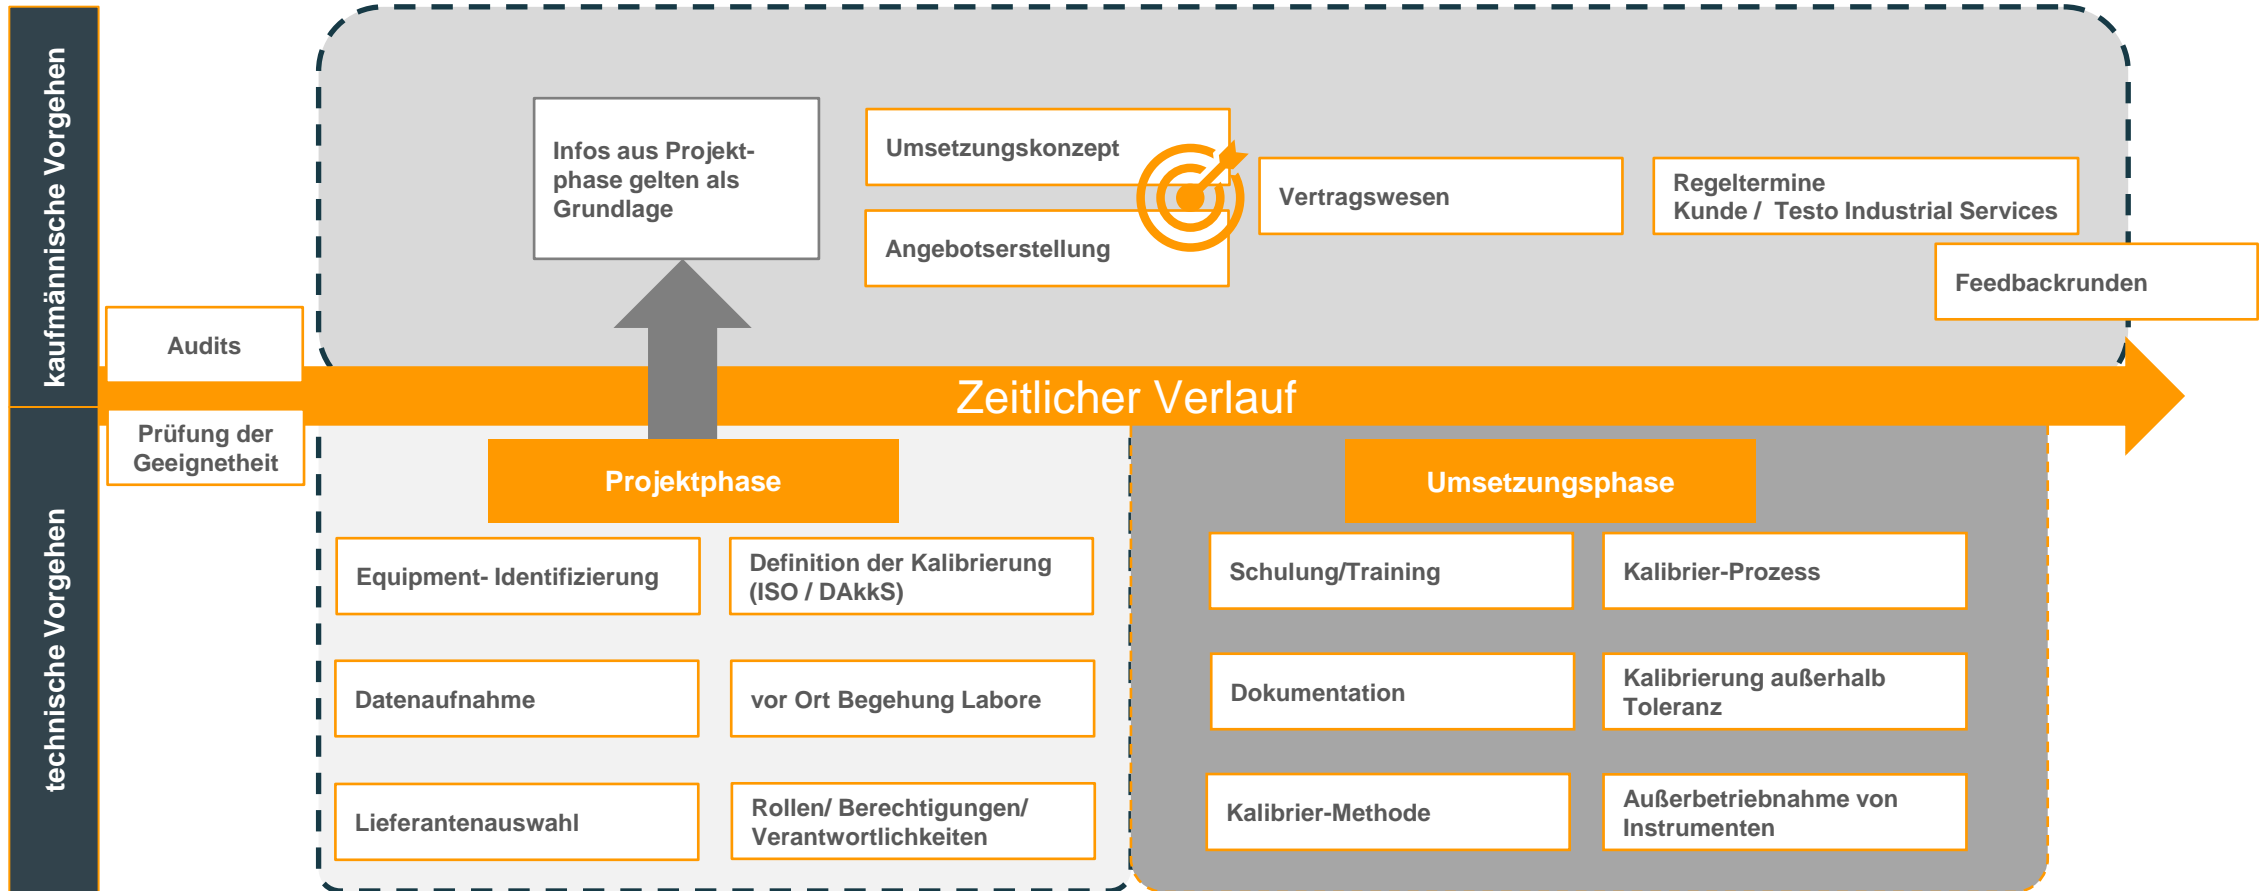 kaufmännische Vorgehen
Infos aus Projekt-
phase gelten als
Grundlage
Umsetzungskonzept
Angebotserstellung
Vertragswesen
Regeltermine
Kunde / Testo Industrial Services
Feedbackrunden
Audits
Zeitlicher Verlauf
Prüfung der
Geeignetheit
technische Vorgehen
Projektphase
Equipment- Identifizierung
Definition der Kalibrierung
(ISO / DAkkS)
Datenaufnahme
vor Ort Begehung Labore
Lieferantenauswahl
Rollen/ Berechtigungen/
Verantwortlichkeiten
Umsetzungsphase
Schulung/Training
Kalibrier-Prozess
Dokumentation
Kalibrierung außerhalb
Toleranz
Kalibrier-Methode
Außerbetriebnahme von
Instrumenten